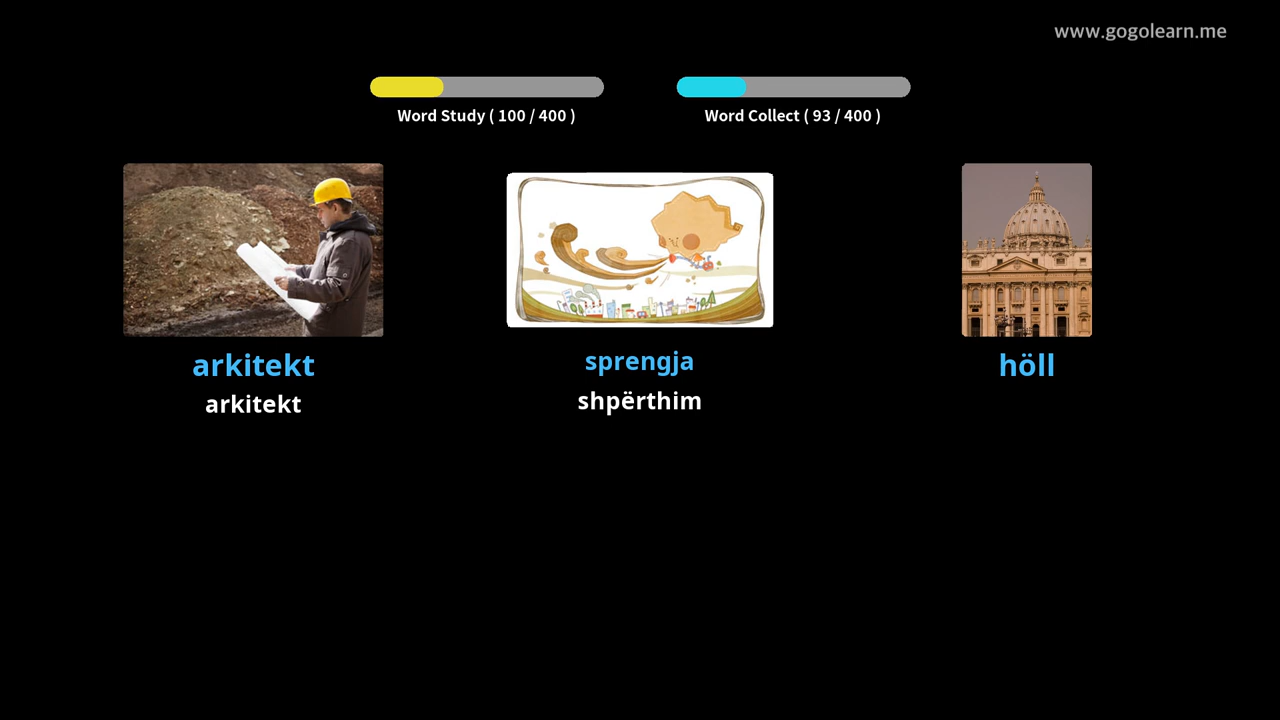 www.gogolearn.me
Word Study ( 100 / 400 )
Word Collect ( 93 / 400 )
arkitekt
arkitekt
sprengja
shpërthim
höll